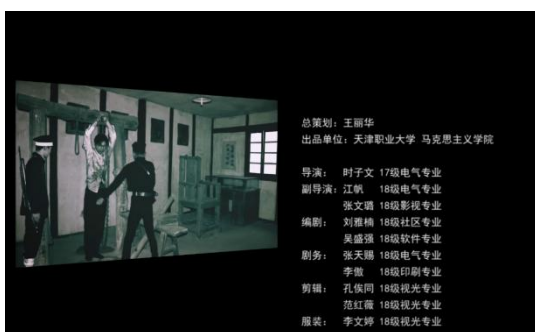 总策划：王丽华
出品单位：天津职业大学 马克思主义学院
导演： 时子文 17级电气专业
副导演：江帆 18级电气专业
张文璐 18级影视专业
编剧： 刘雅楠 18级社区专业
吴盛强 18级软件专业
剧务： 张天赐 18级电气专业
李傲 18级印刷专业
剪辑： 孔俟同 18级视光专业
范红薇 18级视光专业
服装： 李文婷 18级视光专业